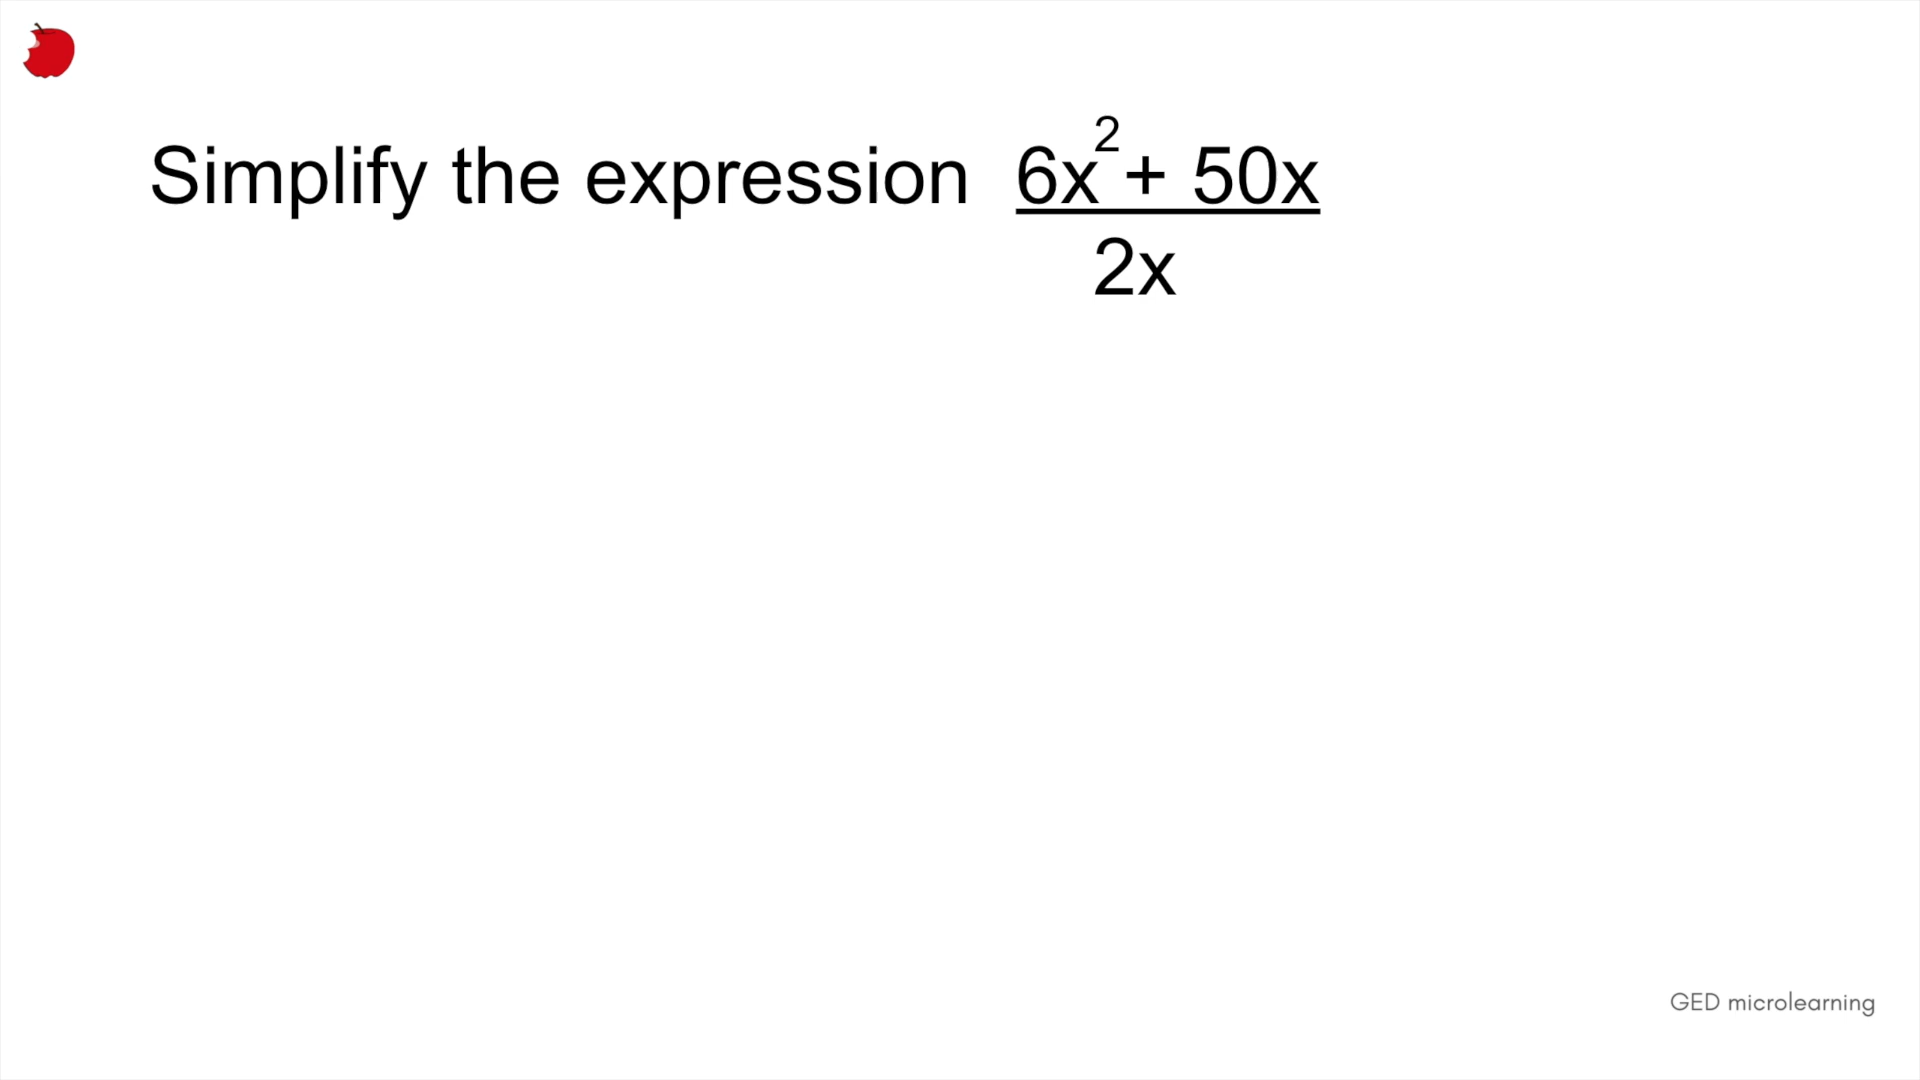 Simplify the expression 6x²+ 50x
2x
GED microlearning